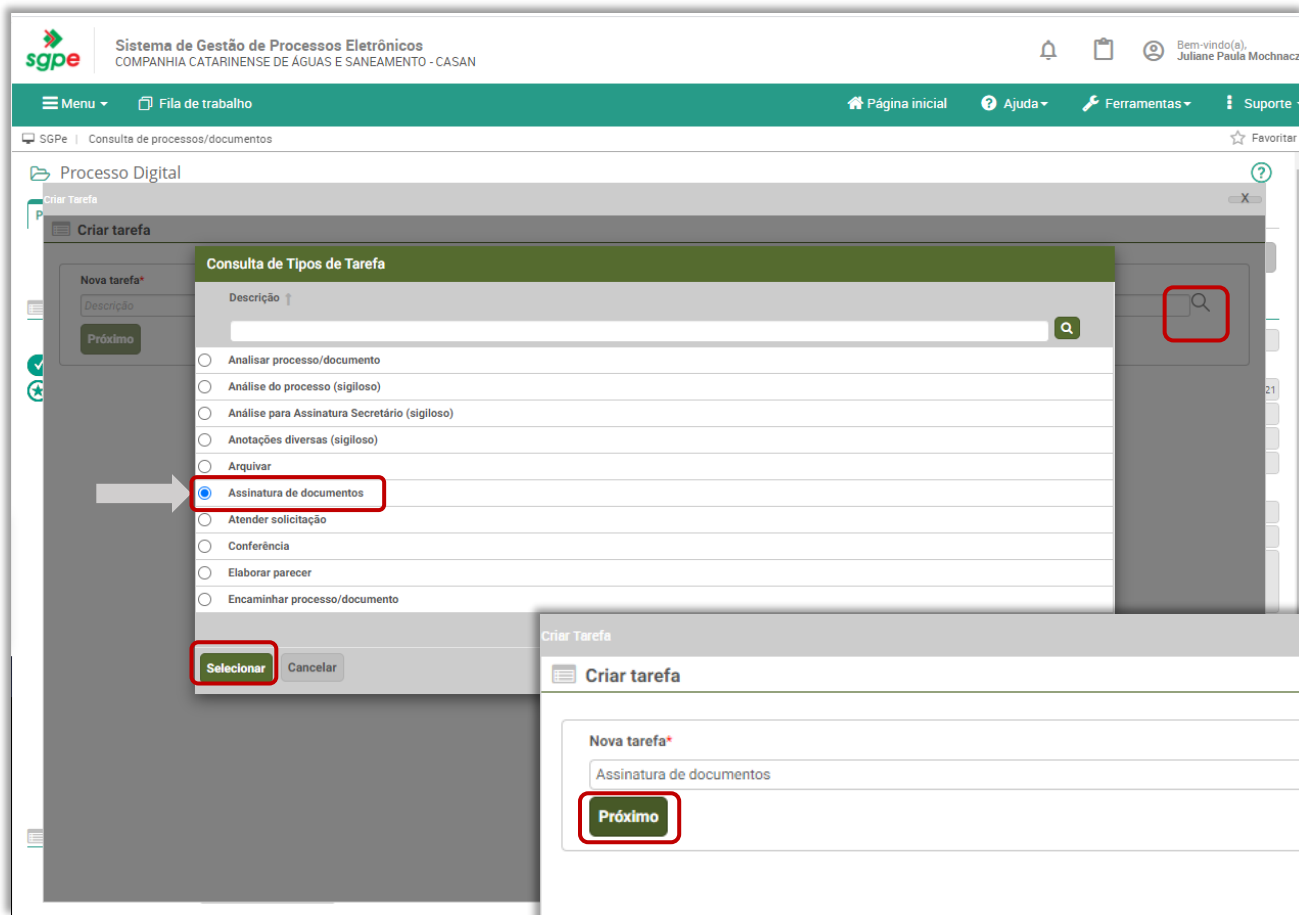 sgpe
Sistema de Gestão de Processos Eletrônicos
COMPANHIA CATARINENSE DE ÁGUAS E SANEAMENTO - CASAN
Bem-vindo(a),
Juliane Paula Mochnacz
Menu
Fila de trabalho
Página inicial
Ajuda
Ferramentas
Suporte
SGPe | Consulta de processos/documentos
Favoritar
Processo Digital
P
Criar Tarefa
X
Criar tarefa
Nova tarefa*
Descrição
Próximo
21
Consulta de Tipos de Tarefa
Descrição
Analisar processo/documento
Análise do processo (sigiloso)
Análise para Assinatura Secretário (sigiloso)
Anotações diversas (sigiloso)
Arquivar
Assinatura de documentos
Atender solicitação
Conferência
Elaborar parecer
Encaminhar processo/documento
Selecionar
Cancelar
Criar Tarefa
Criar tarefa
Nova tarefa*
Assinatura de documentos
Próximo